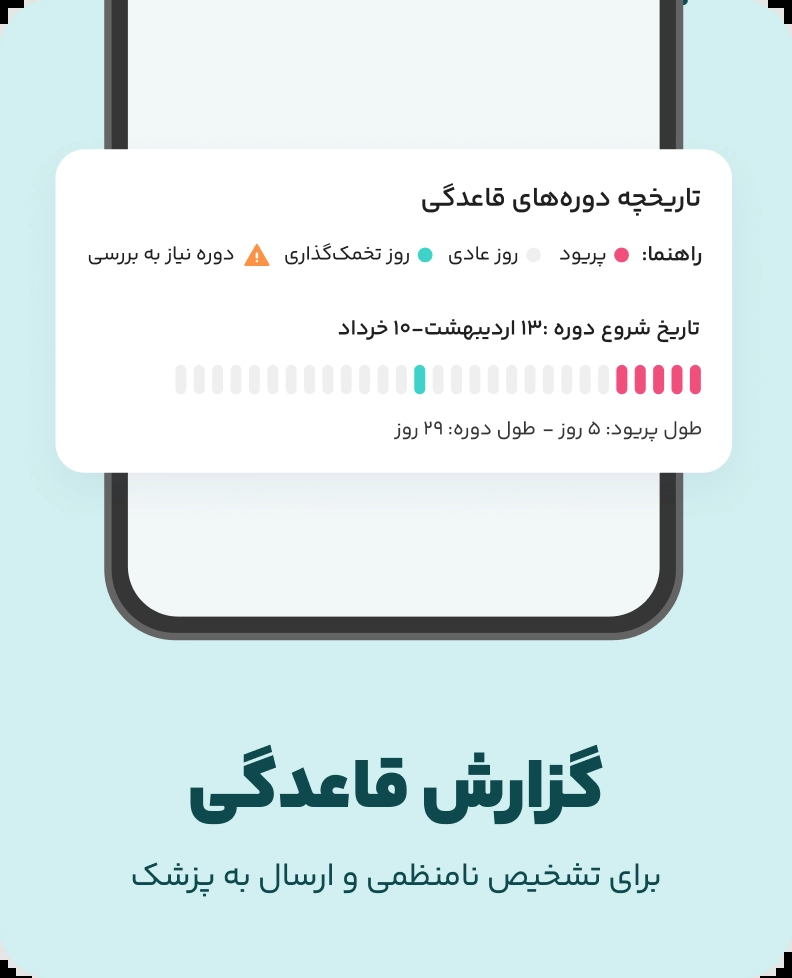 تاریخچه دوره‌های قاعدگی
راهنما: پریود روز عادی روز تخمک‌گذاری دوره نیاز به بررسی
تاریخ شروع دوره :۱۳ اردیبهشت-۱۰ خرداد
طول پریود: ۵ روز - طول دوره: ۲۹ روز
گزارش قاعدگی
برای تشخیص نامنظمی و ارسال به پزشک